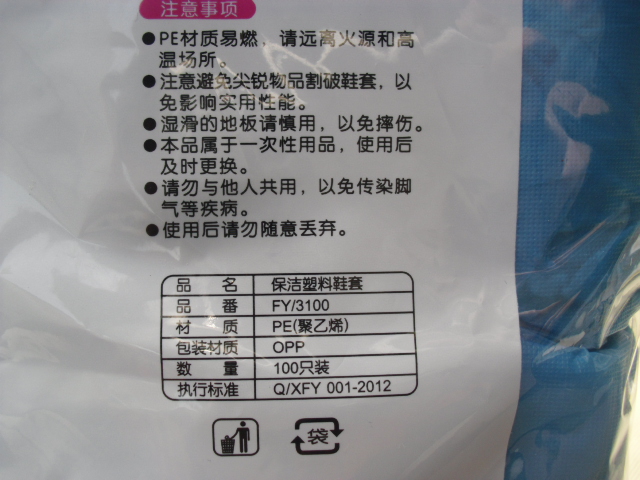 注意事项
●PE材质易燃，请远离火源和高
温场所。
●注意避免尖锐物品割破鞋套，以
免影响实用性能。
●湿滑的地板请慎用，以免摔伤。
●本品属于一次性用品，使用后
及时更换。
●请勿与他人共用，以免传染脚
气等疾病。
●使用后请勿随意丢弃。
品名 保洁塑料鞋套
品番 FY/3100
材质 PE(聚乙烯)
包装材质 OPP
数量 100只装
执行标准 Q/XFY 001-2012
袋